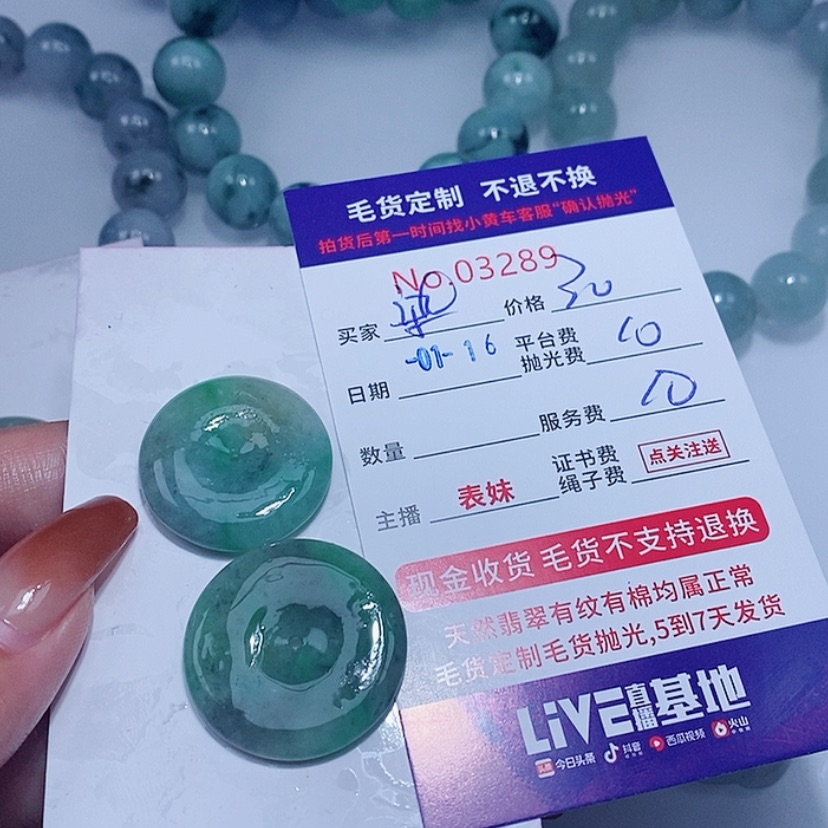 毛货定制 不退不换
拍货后第一时间找小黄车客服“确认抛光”
No.03289
买家 价格 30
日期 -01-16 平台费 抛光费 10
数量 服务费 10
主播 表妹 证书费 绳子费 点关注送
现金收货 毛货不支持退换
天然翡翠有纹有棉均属正常
毛货定制毛货抛光,5到7天发货
LiVE直播基地
头条 今日头条 抖音 西瓜视频 火山